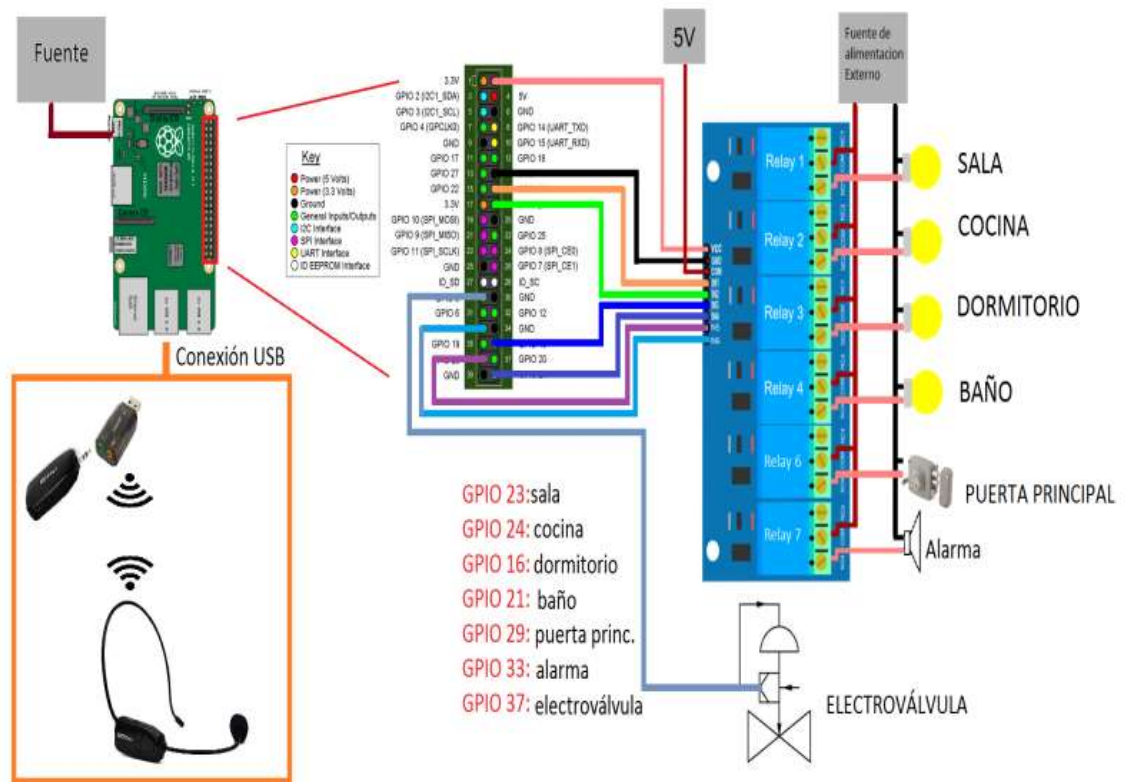 Fuente
5V
Fuente de
alimentacion
Externo
3.3V
GPIO 2 (I2C1_SDA)
5V
GPIO 3 (I2C1_SCL)
GND
GPIO 4 (GPCLK0)
GPIO 14 (UART_TXD)
GND
GPIO 15 (UART_RXD)
GPIO 17
GPIO 18
GPIO 27
GPIO 22
3.3V
GPIO 10 (SPI_MOSI)
GND
GPIO 9 (SPI_MISO)
GPIO 25
GPIO 11 (SPI_SCLK)
GPIO 8 (SPI_CE0)
GND
GPIO 7 (SPI_CE1)
ID_SD
ID_SC
GND
GPIO 6
GPIO 12
GND
GPIO 19
GPIO 20
GND
Key
Power (5 Volts)
Power (3.3 Volts)
Ground
General Inputs/Outputs
I2C Interface
SPI Interface
UART Interface
ID EEPROM Interface
VCC
GND
COM
Relay 1
Relay 2
Relay 3
Relay 4
Relay 6
Relay 7
SALA
COCINA
DORMITORIO
BAÑO
PUERTA PRINCIPAL
Alarma
Conexión USB
GPIO 23:sala
GPIO 24: cocina
GPIO 16: dormitorio
GPIO 21: baño
GPIO 29: puerta princ.
GPIO 33: alarma
GPIO 37: electroválvula
ELECTROVÁLVULA